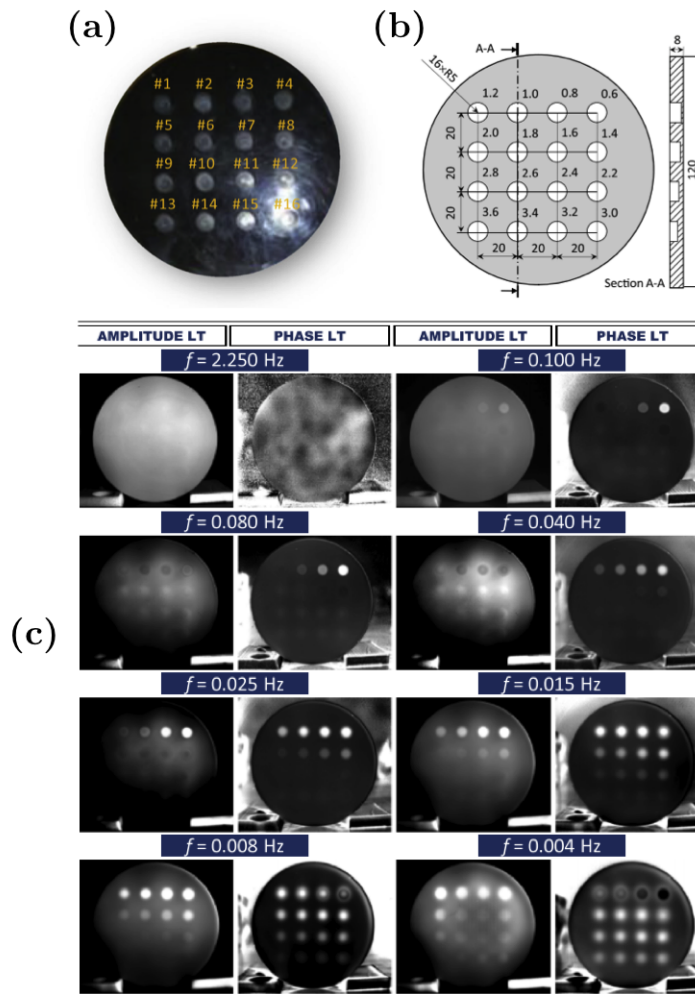 (a)
#1 #2 #3 #4
#5 #6 #7 #8
#9 #10 #11 #12
#13 #14 #15 #16
(b)
A-A
8
16×R5
1.2 1.0 0.8 0.6
20 2.0 1.8 1.6 1.4
20 2.8 2.6 2.4 2.2
20 3.6 3.4 3.2 3.0
20 20 20
120
Section A-A
AMPLITUDE LT PHASE LT AMPLITUDE LT PHASE LT
f = 2.250 Hz f = 0.100 Hz
f = 0.080 Hz f = 0.040 Hz
(c)
f = 0.025 Hz f = 0.015 Hz
f = 0.008 Hz f = 0.004 Hz